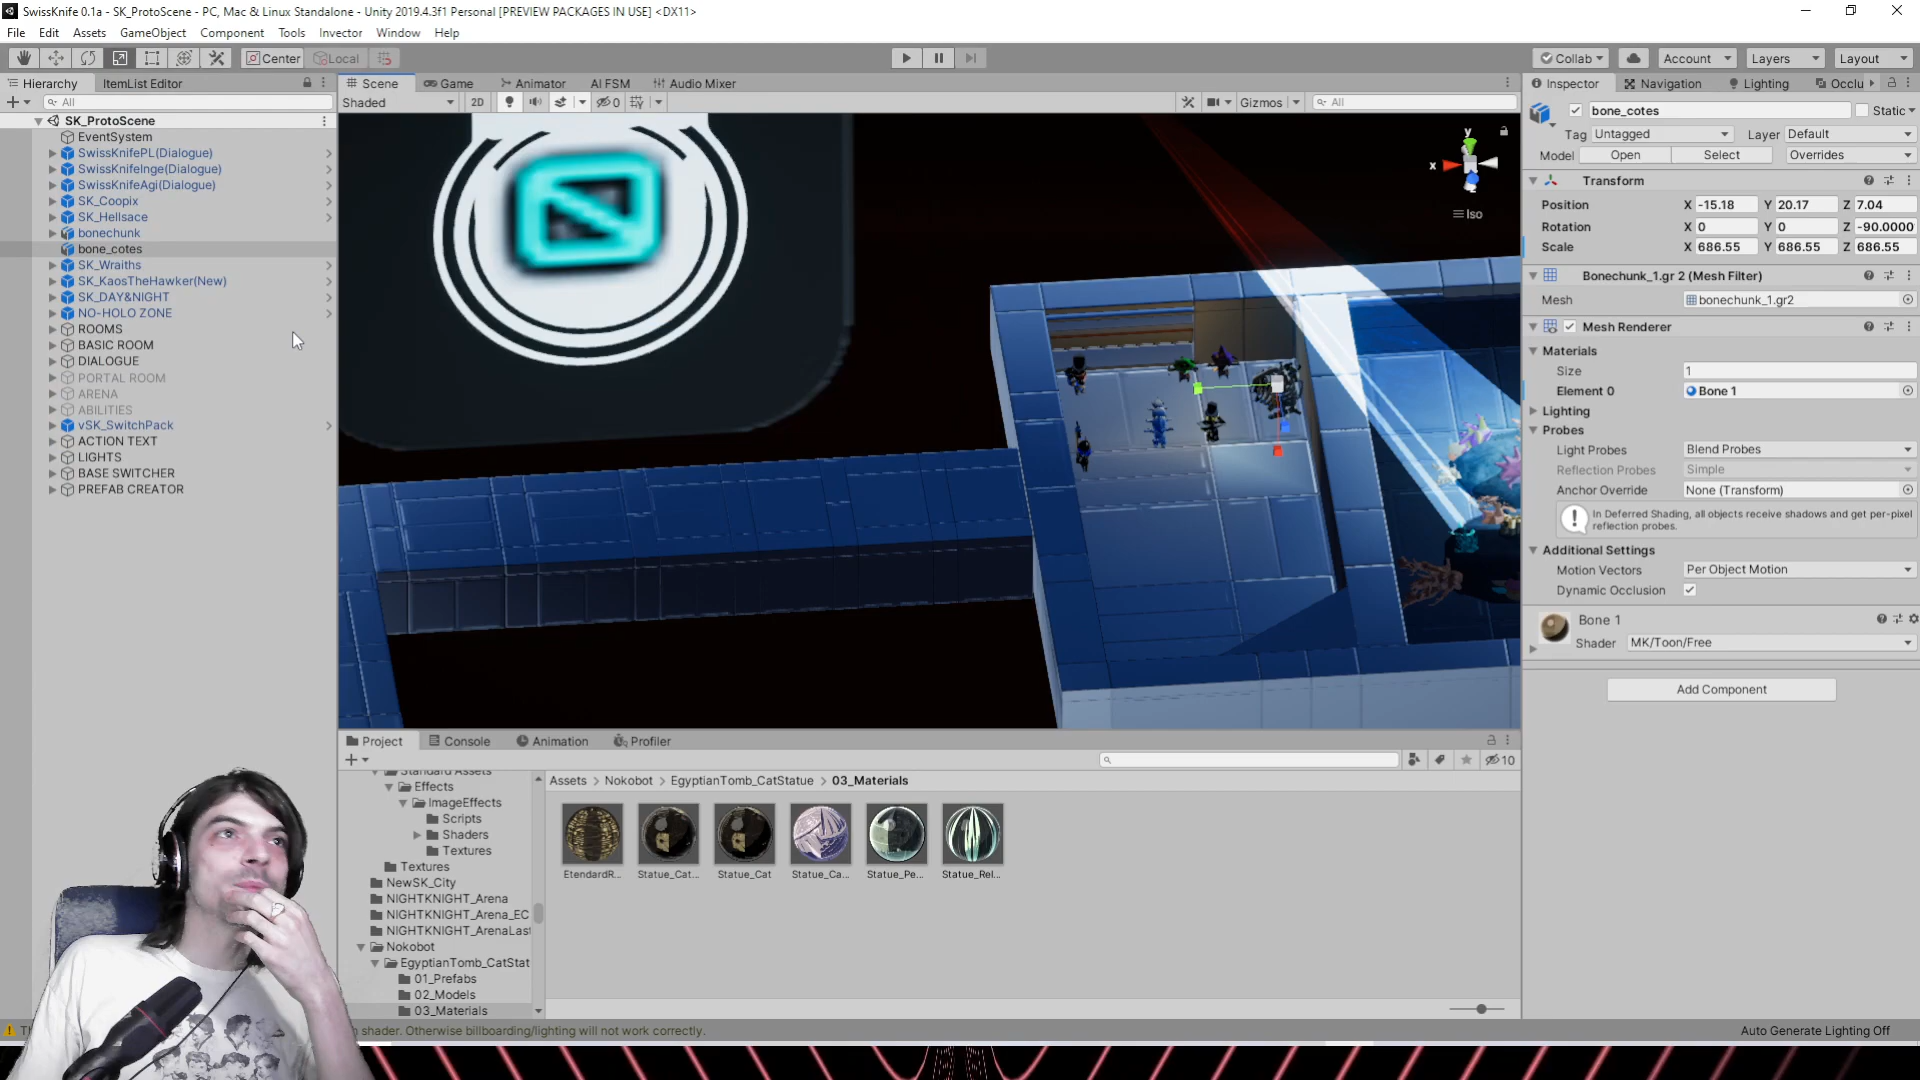 SwissKnife 0.1a - SK_ProtoScene - PC, Mac & Linux Standalone - Unity 2019.4.3f1 Personal [PREVIEW PACKAGES IN USE] <DX11>
File Edit Assets GameObject Component Tools Invector Window Help
Center Local Collab Account Layers Layout
Hierarchy ItemList Editor
All
SK_ProtoScene
EventSystem
SwissKnifePL(Dialogue)
SwissKnifeInge(Dialogue)
SwissKnifeAgi(Dialogue)
SK_Coopix
SK_Hellsace
bonechunk
bone_cotes
SK_Wraiths
SK_KaosTheHawker(New)
SK_DAY&NIGHT
NO-HOLO ZONE
ROOMS
BASIC ROOM
DIALOGUE
PORTAL ROOM
ARENA
ABILITIES
vSK_SwitchPack
ACTION TEXT
LIGHTS
BASE SWITCHER
PREFAB CREATOR
Scene Game Animator AI FSM Audio Mixer
Shaded 2D 0 Gizmos All
y
x
Iso
Inspector Navigation Lighting Occlu
bone_cotes Static
Tag Untagged Layer Default
Model Open Select Overrides
Transform
Position X -15.18 Y 20.17 Z 7.04
Rotation X 0 Y 0 Z -90.0000
Scale X 686.55 Y 686.55 Z 686.55
Bonechunk_1.gr 2 (Mesh Filter)
Mesh bonechunk_1.gr2
Mesh Renderer
Materials
Size 1
Element 0 Bone 1
Lighting
Probes
Light Probes Blend Probes
Reflection Probes Simple
Anchor Override None (Transform)
In Deferred Shading, all objects receive shadows and get per-pixel
reflection probes.
Additional Settings
Motion Vectors Per Object Motion
Dynamic Occlusion
Bone 1
Shader MK/Toon/Free
Add Component
Project Console Animation Profiler
10
Standard Assets
Effects
ImageEffects
Scripts
Shaders
Textures
Textures
NewSK_City
NIGHTKNIGHT_Arena
NIGHTKNIGHT_Arena_EC
NIGHTKNIGHT_ArenaLast
Nokobot
EgyptianTomb_CatStat
01_Prefabs
02_Models
03_Materials
Assets > Nokobot > EgyptianTomb_CatStatue > 03_Materials
EtendardR... Statue_Cat... Statue_Cat Statue_Ca... Statue_Pe... Statue_Rel...
shader. Otherwise billboarding/lighting will not work correctly.
Auto Generate Lighting Off